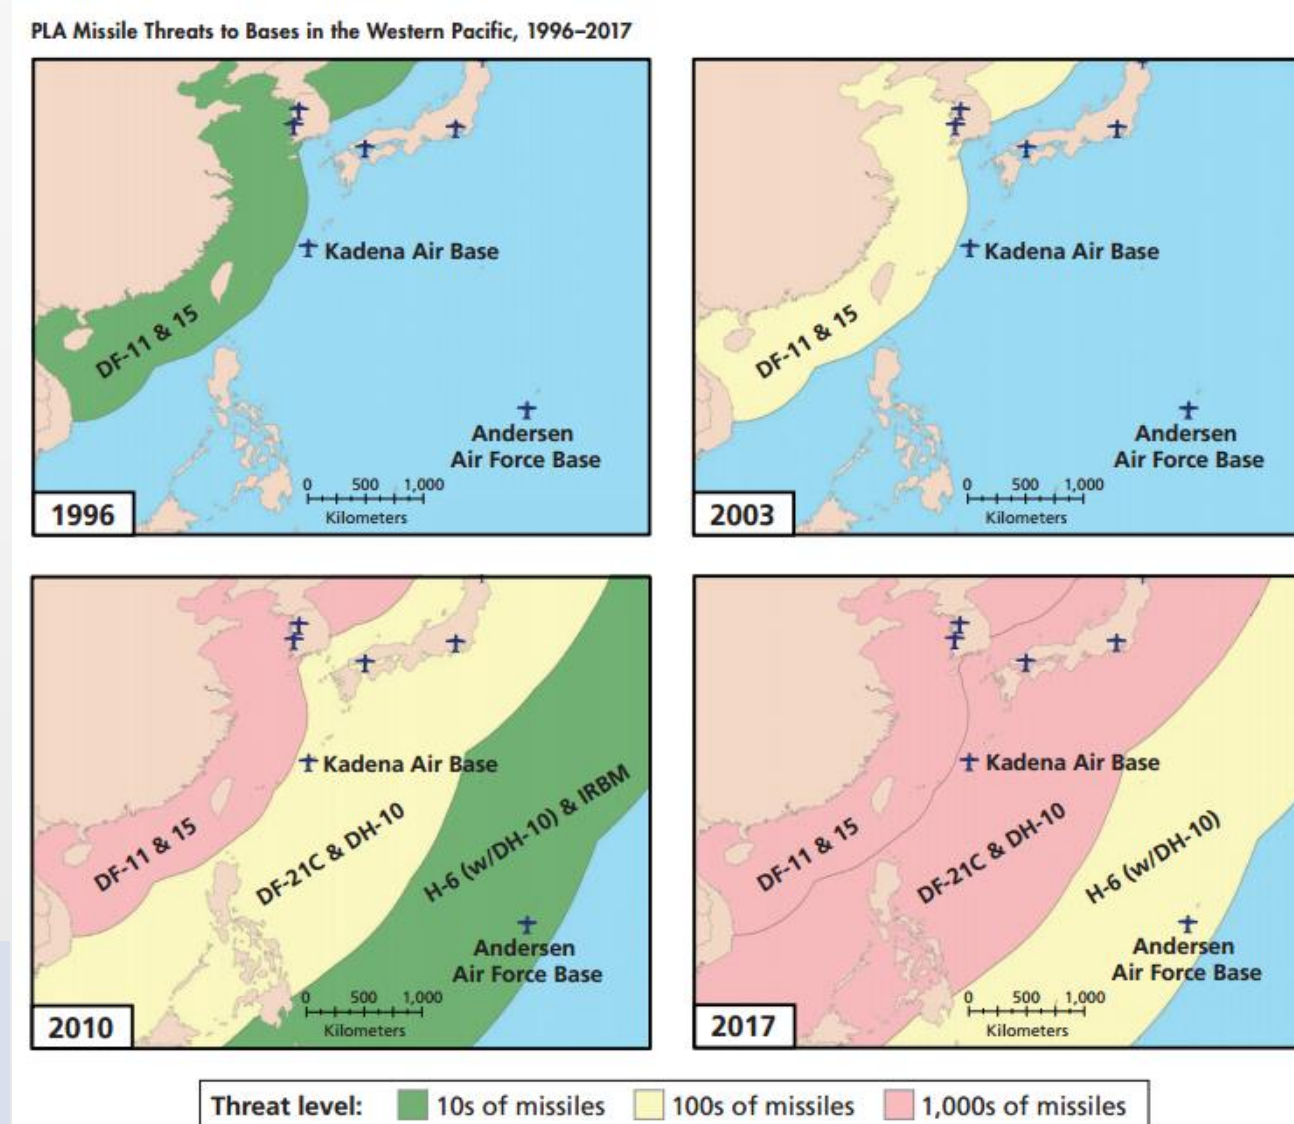 PLA Missile Threats to Bases in the Western Pacific, 1996–2017
Kadena Air Base
DF-11 & 15
Andersen
Air Force Base
0 500 1,000
Kilometers
1996
Kadena Air Base
DF-11 & 15
Andersen
Air Force Base
0 500 1,000
Kilometers
2003
Kadena Air Base
DF-11 & 15
DF-21C & DH-10
H-6 (w/DH-10) & IRBM
Andersen
Air Force Base
0 500 1,000
Kilometers
2010
Kadena Air Base
DF-11 & 15
DF-21C & DH-10
H-6 (w/DH-10)
Andersen
Air Force Base
0 500 1,000
Kilometers
2017
Threat level: 10s of missiles 100s of missiles 1,000s of missiles